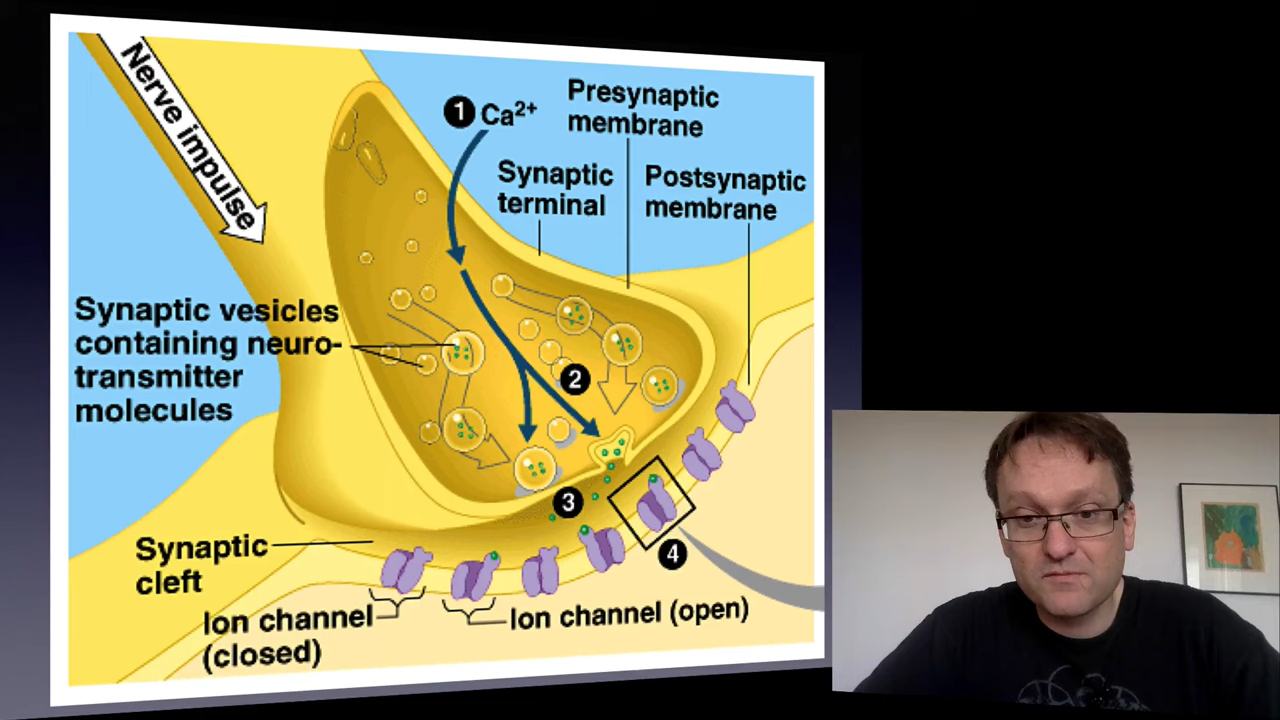 Nerve impulse
1 Ca²⁺
Presynaptic
membrane
Synaptic
terminal
Postsynaptic
membrane
Synaptic vesicles
containing neuro-
transmitter
molecules
2
3
4
Synaptic
cleft
Ion channel
(closed)
Ion channel (open)